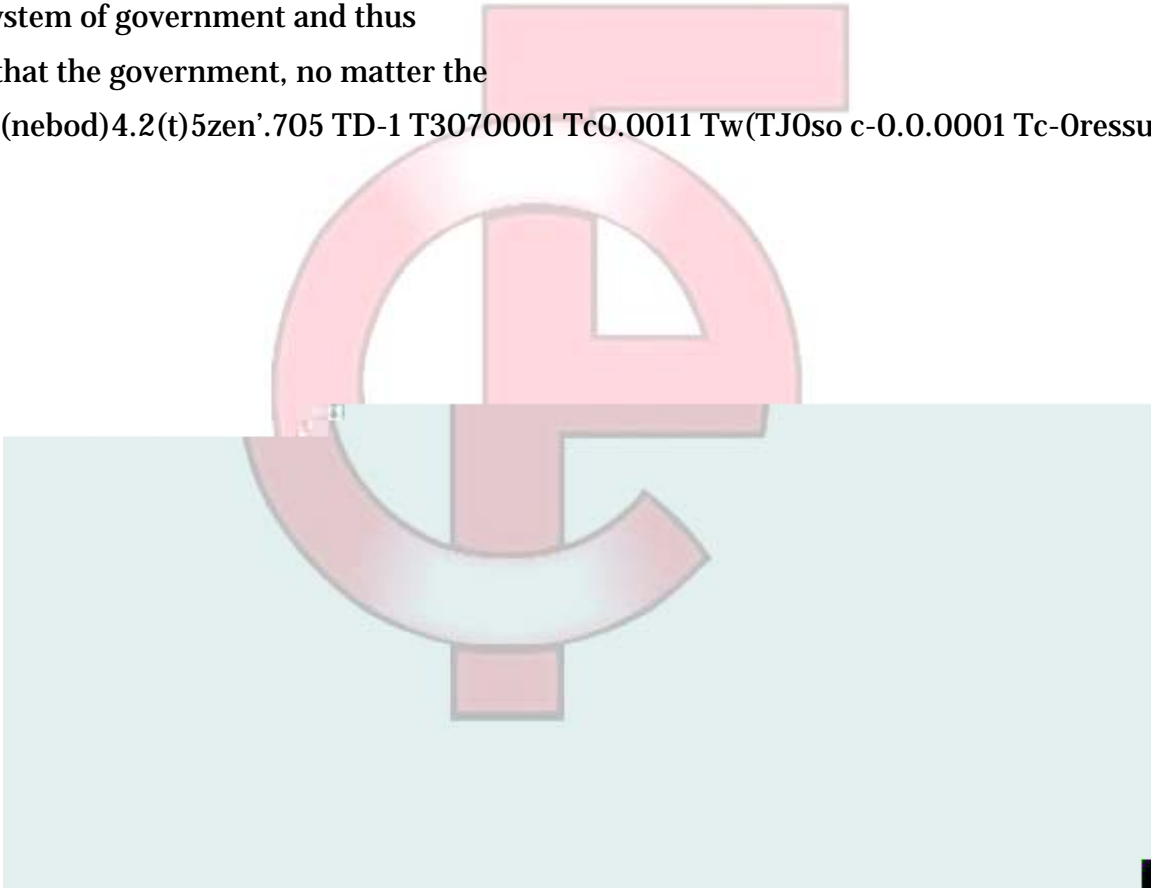 ystem of government and thus
that the government, no matter the
(nebod)4.2(t)5zen’.705 TD-1 T3070001 Tc0.0011 Tw(TJ0so c-0.0.0001 Tc-0ressu